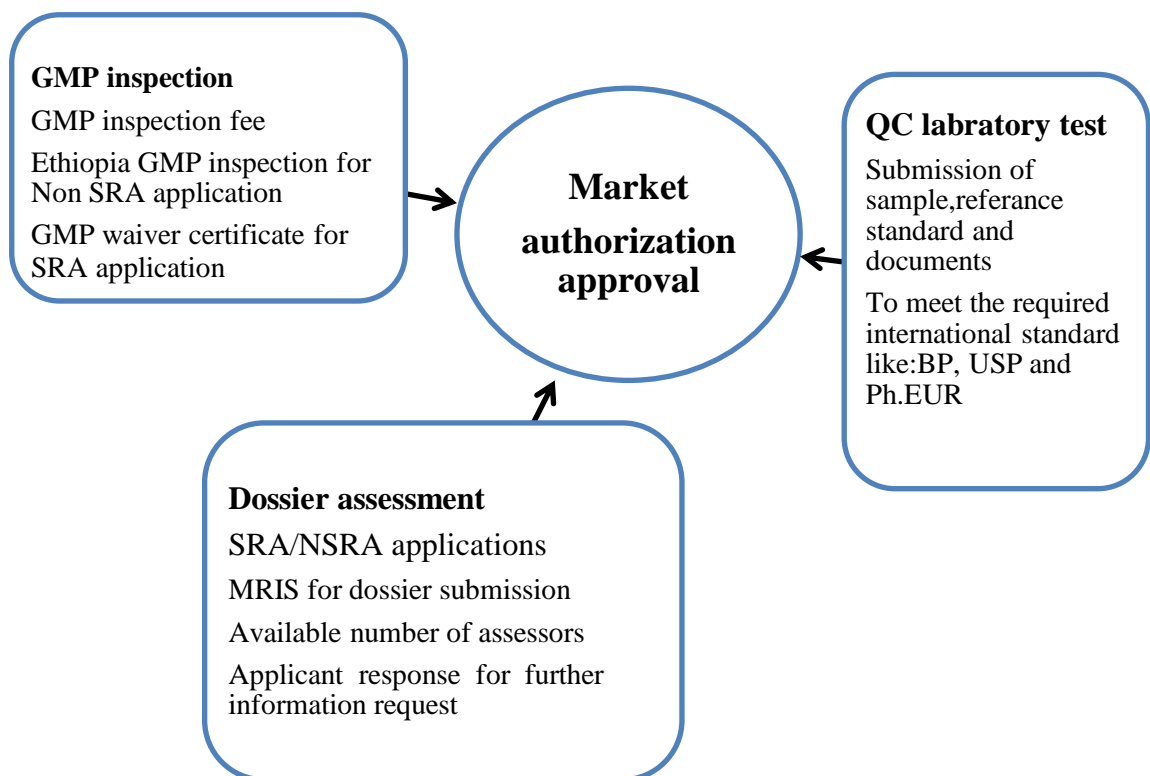 GMP inspection
GMP inspection fee
Ethiopia GMP inspection for
Non SRA application
GMP waiver certificate for
SRA application
Market
authorization
approval
QC labratory test
Submission of
sample,referance
standard and
documents
To meet the required
international standard
like:BP, USP and
Ph.EUR
Dossier assessment
SRA/NSRA applications
MRIS for dossier submission
Available number of assessors
Applicant response for further
information request